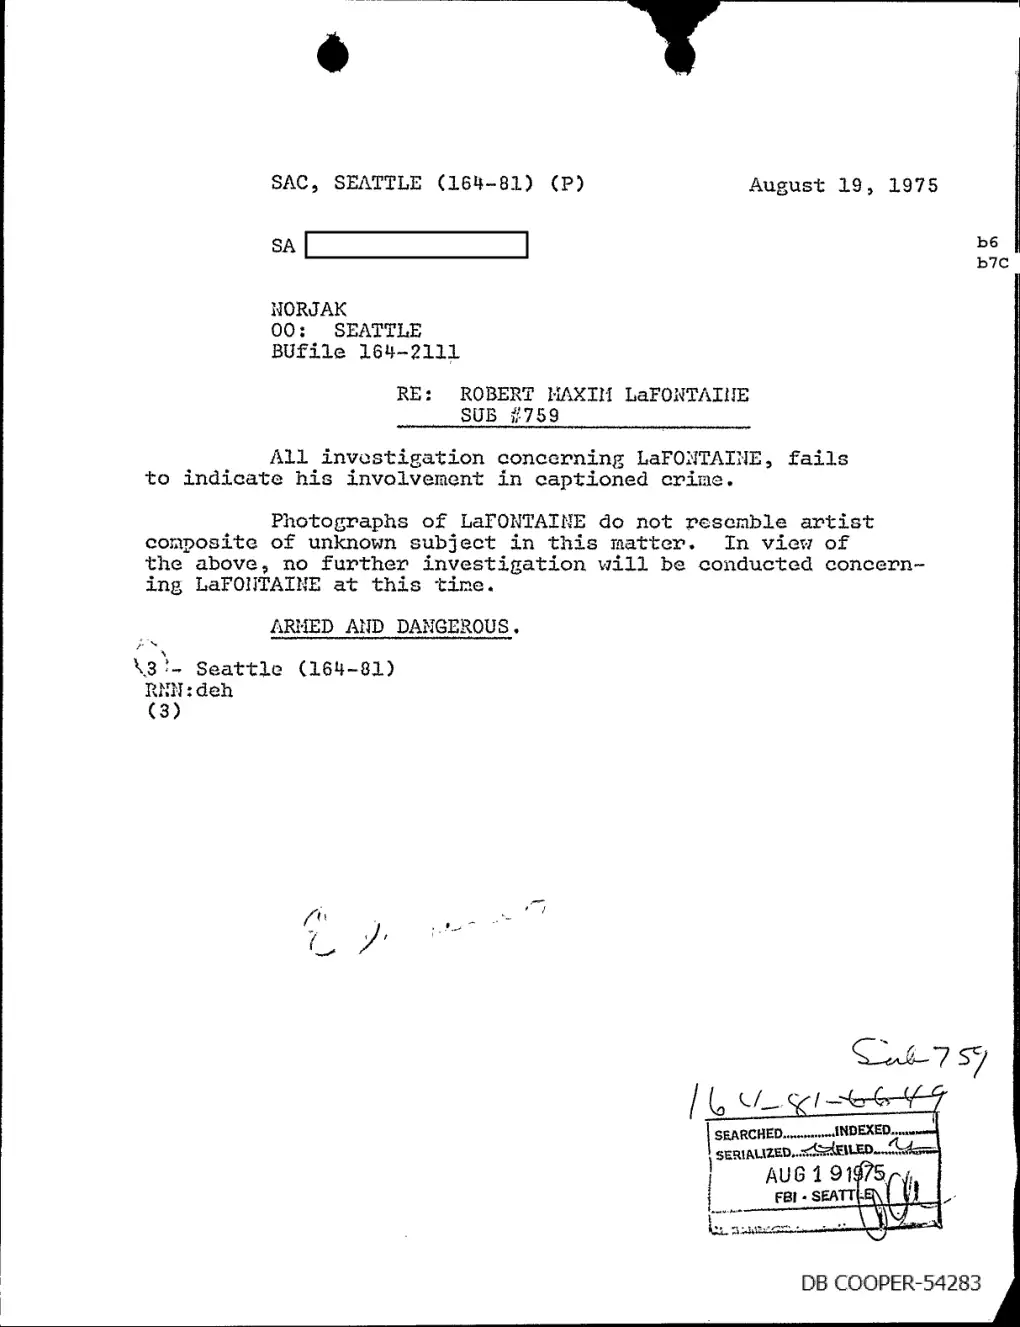 SAC, SEATTLE (164-81) (P) August 19, 1975
SA
b6
b7C
NORJAK
OO: SEATTLE
BUfile 164-2111
RE: ROBERT MAXIM LaFONTAINE
SUB #759
All investigation concerning LaFONTAINE, fails
to indicate his involvement in captioned crime.
Photographs of LaFONTAINE do not resemble artist
composite of unknown subject in this matter. In view of
the above, no further investigation will be conducted concern-
ing LaFONTAINE at this time.
ARMED AND DANGEROUS.
3 - Seattle (164-81)
RNN:deh
(3)
Sub 759
164-81-6649
SEARCHED..............INDEXED............
SERIALIZED..........FILED............
AUG 19 1975
FBI - SEATTLE
DB COOPER-54283